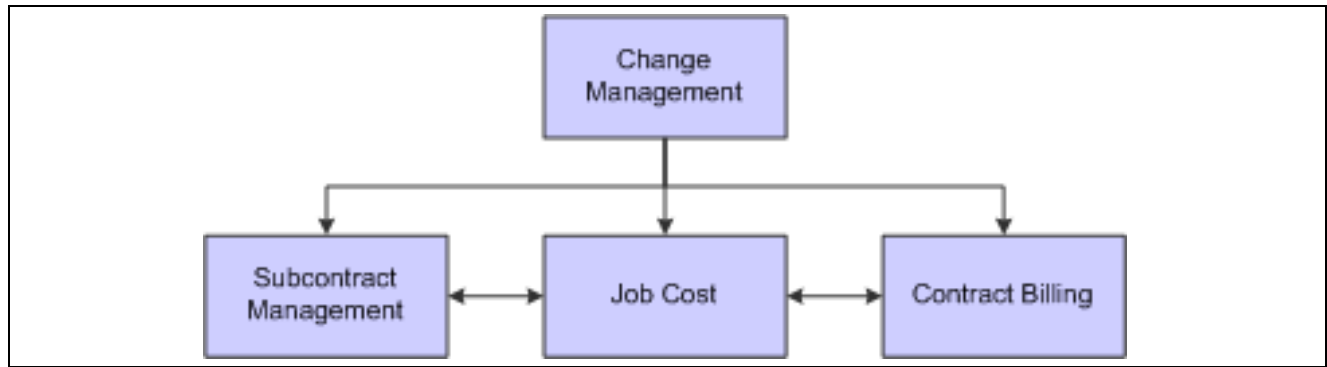 Change
Management
Subcontract
Management
Job Cost
Contract Billing